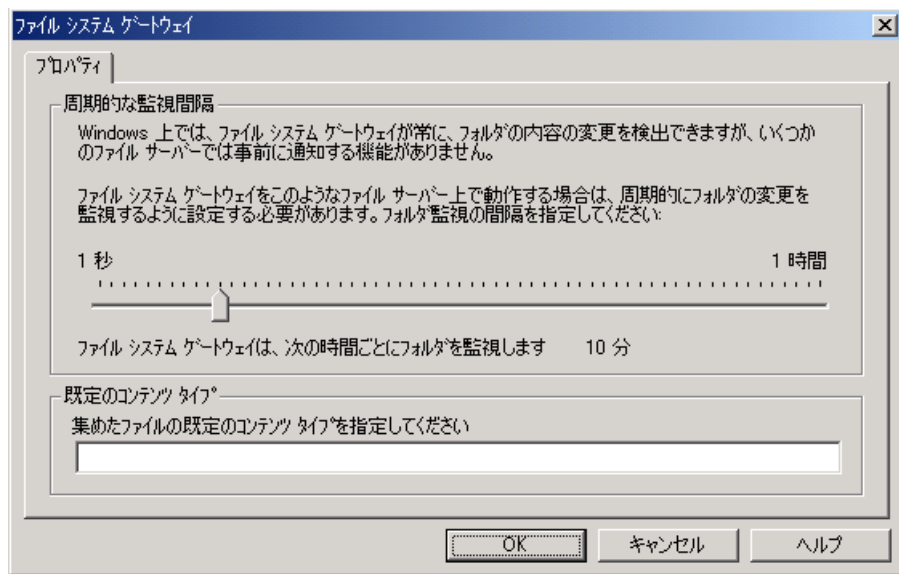 ファイル システム ゲートウェイ
プロパティ
周期的な監視間隔
Windows 上では、ファイル システム ゲートウェイが常に、フォルダの内容の変更を検出できますが、いくつか
のファイル サーバーでは事前に通知する機能がありません。
ファイル システム ゲートウェイをこのようなファイル サーバー上で動作する場合は、周期的にフォルダの変更を
監視するように設定する必要があります。フォルダ監視の間隔を指定してください:
1 秒
1 時間
ファイル システム ゲートウェイは、次の時間ごとにフォルダを監視します 10 分
既定のコンテンツ タイプ
集めたファイルの既定のコンテンツ タイプを指定してください
OK
キャンセル
ヘルプ